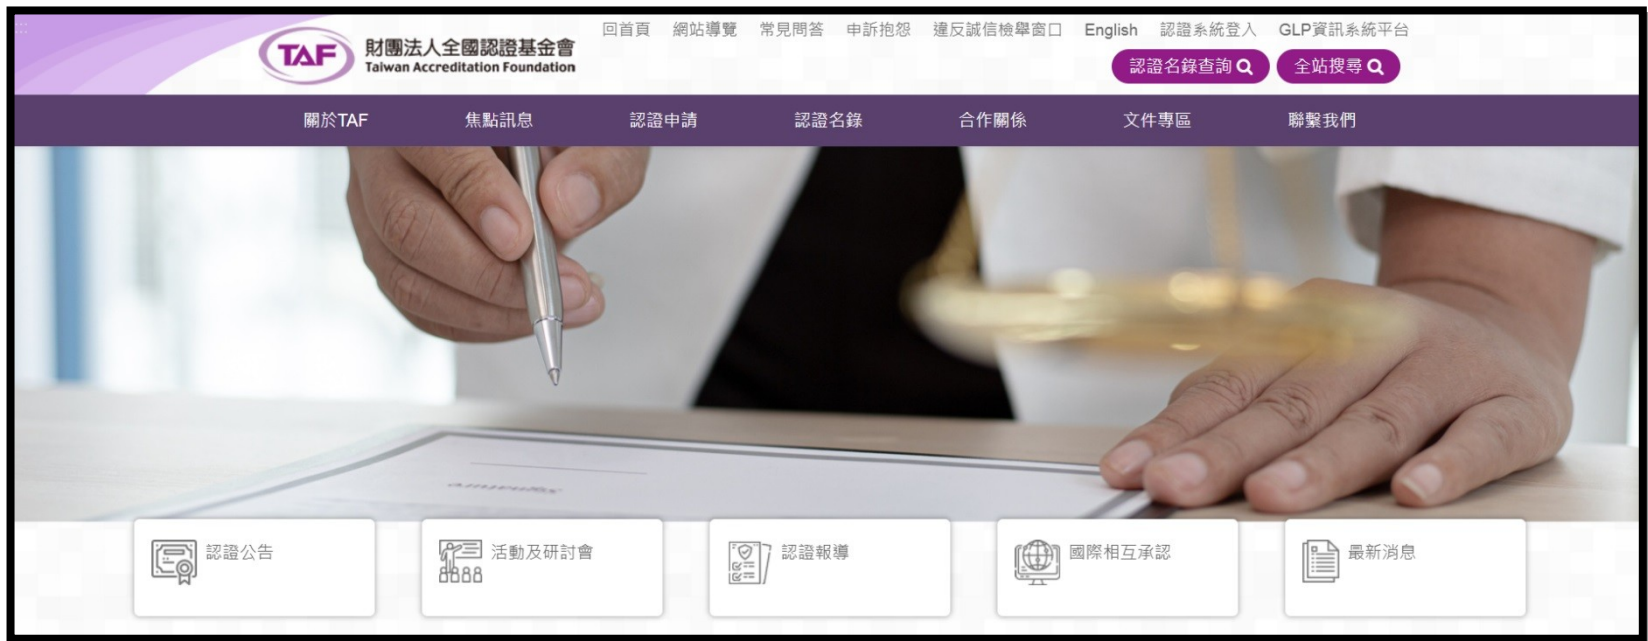 回首頁 網站導覽 常見問答 申訴抱怨 違反誠信檢舉窗口 English 認證系統登入 GLP資訊系統平台
TAF 財團法人全國認證基金會
Taiwan Accreditation Foundation
認證名錄查詢 全站搜尋
關於TAF 焦點訊息 認證申請 認證名錄 合作關係 文件專區 聯繫我們
認證公告 活動及研討會 認證報導 國際相互承認 最新消息